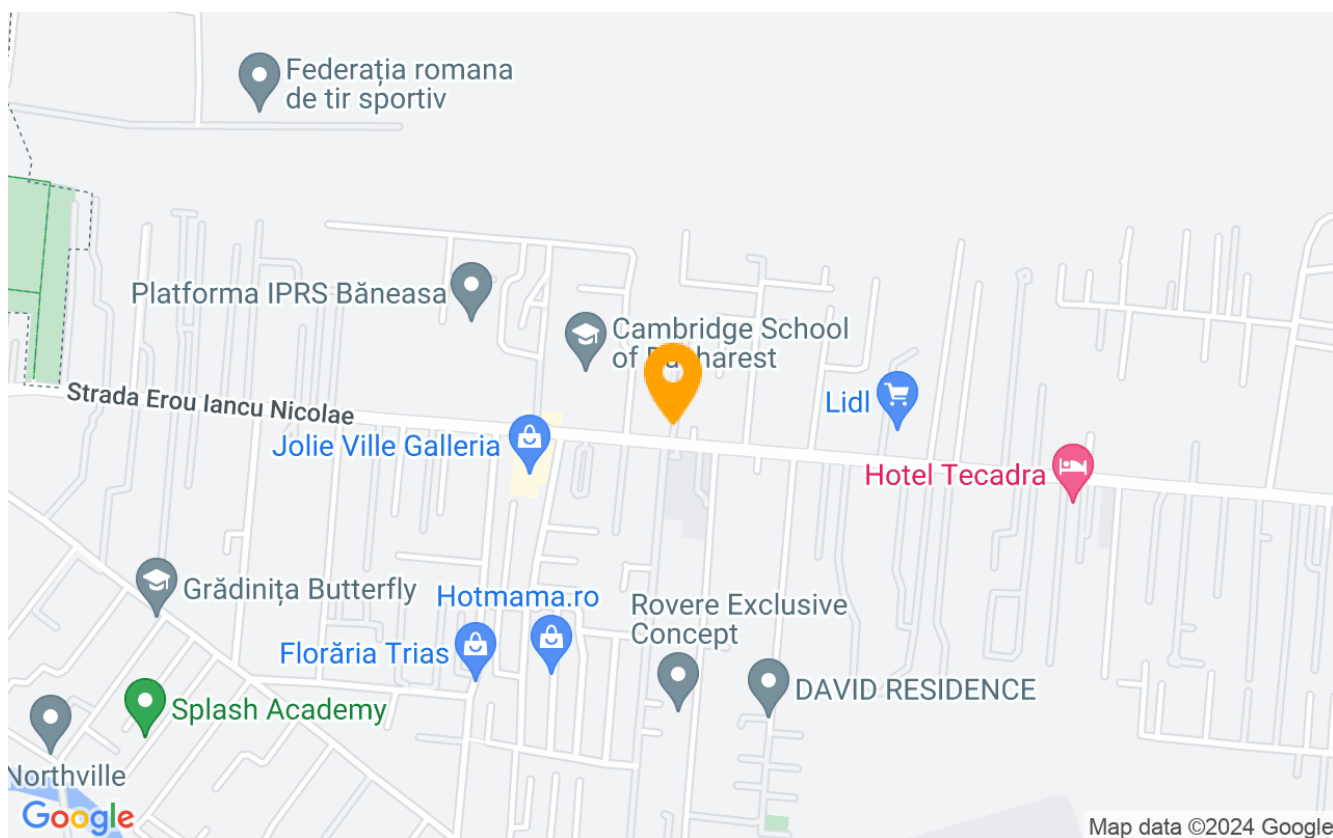 Federația romana
de tir sportiv
Platforma IPRS Băneasa
Cambridge School
of Bucharest
Strada Erou Iancu Nicolae
Lidl
Jolie Ville Galleria
Hotel Tecadra
Grădinița Butterfly
Hotmama.ro
Rovere Exclusive
Concept
Florăria Trias
DAVID RESIDENCE
Splash Academy
Northville
Google
Map data ©2024 Google